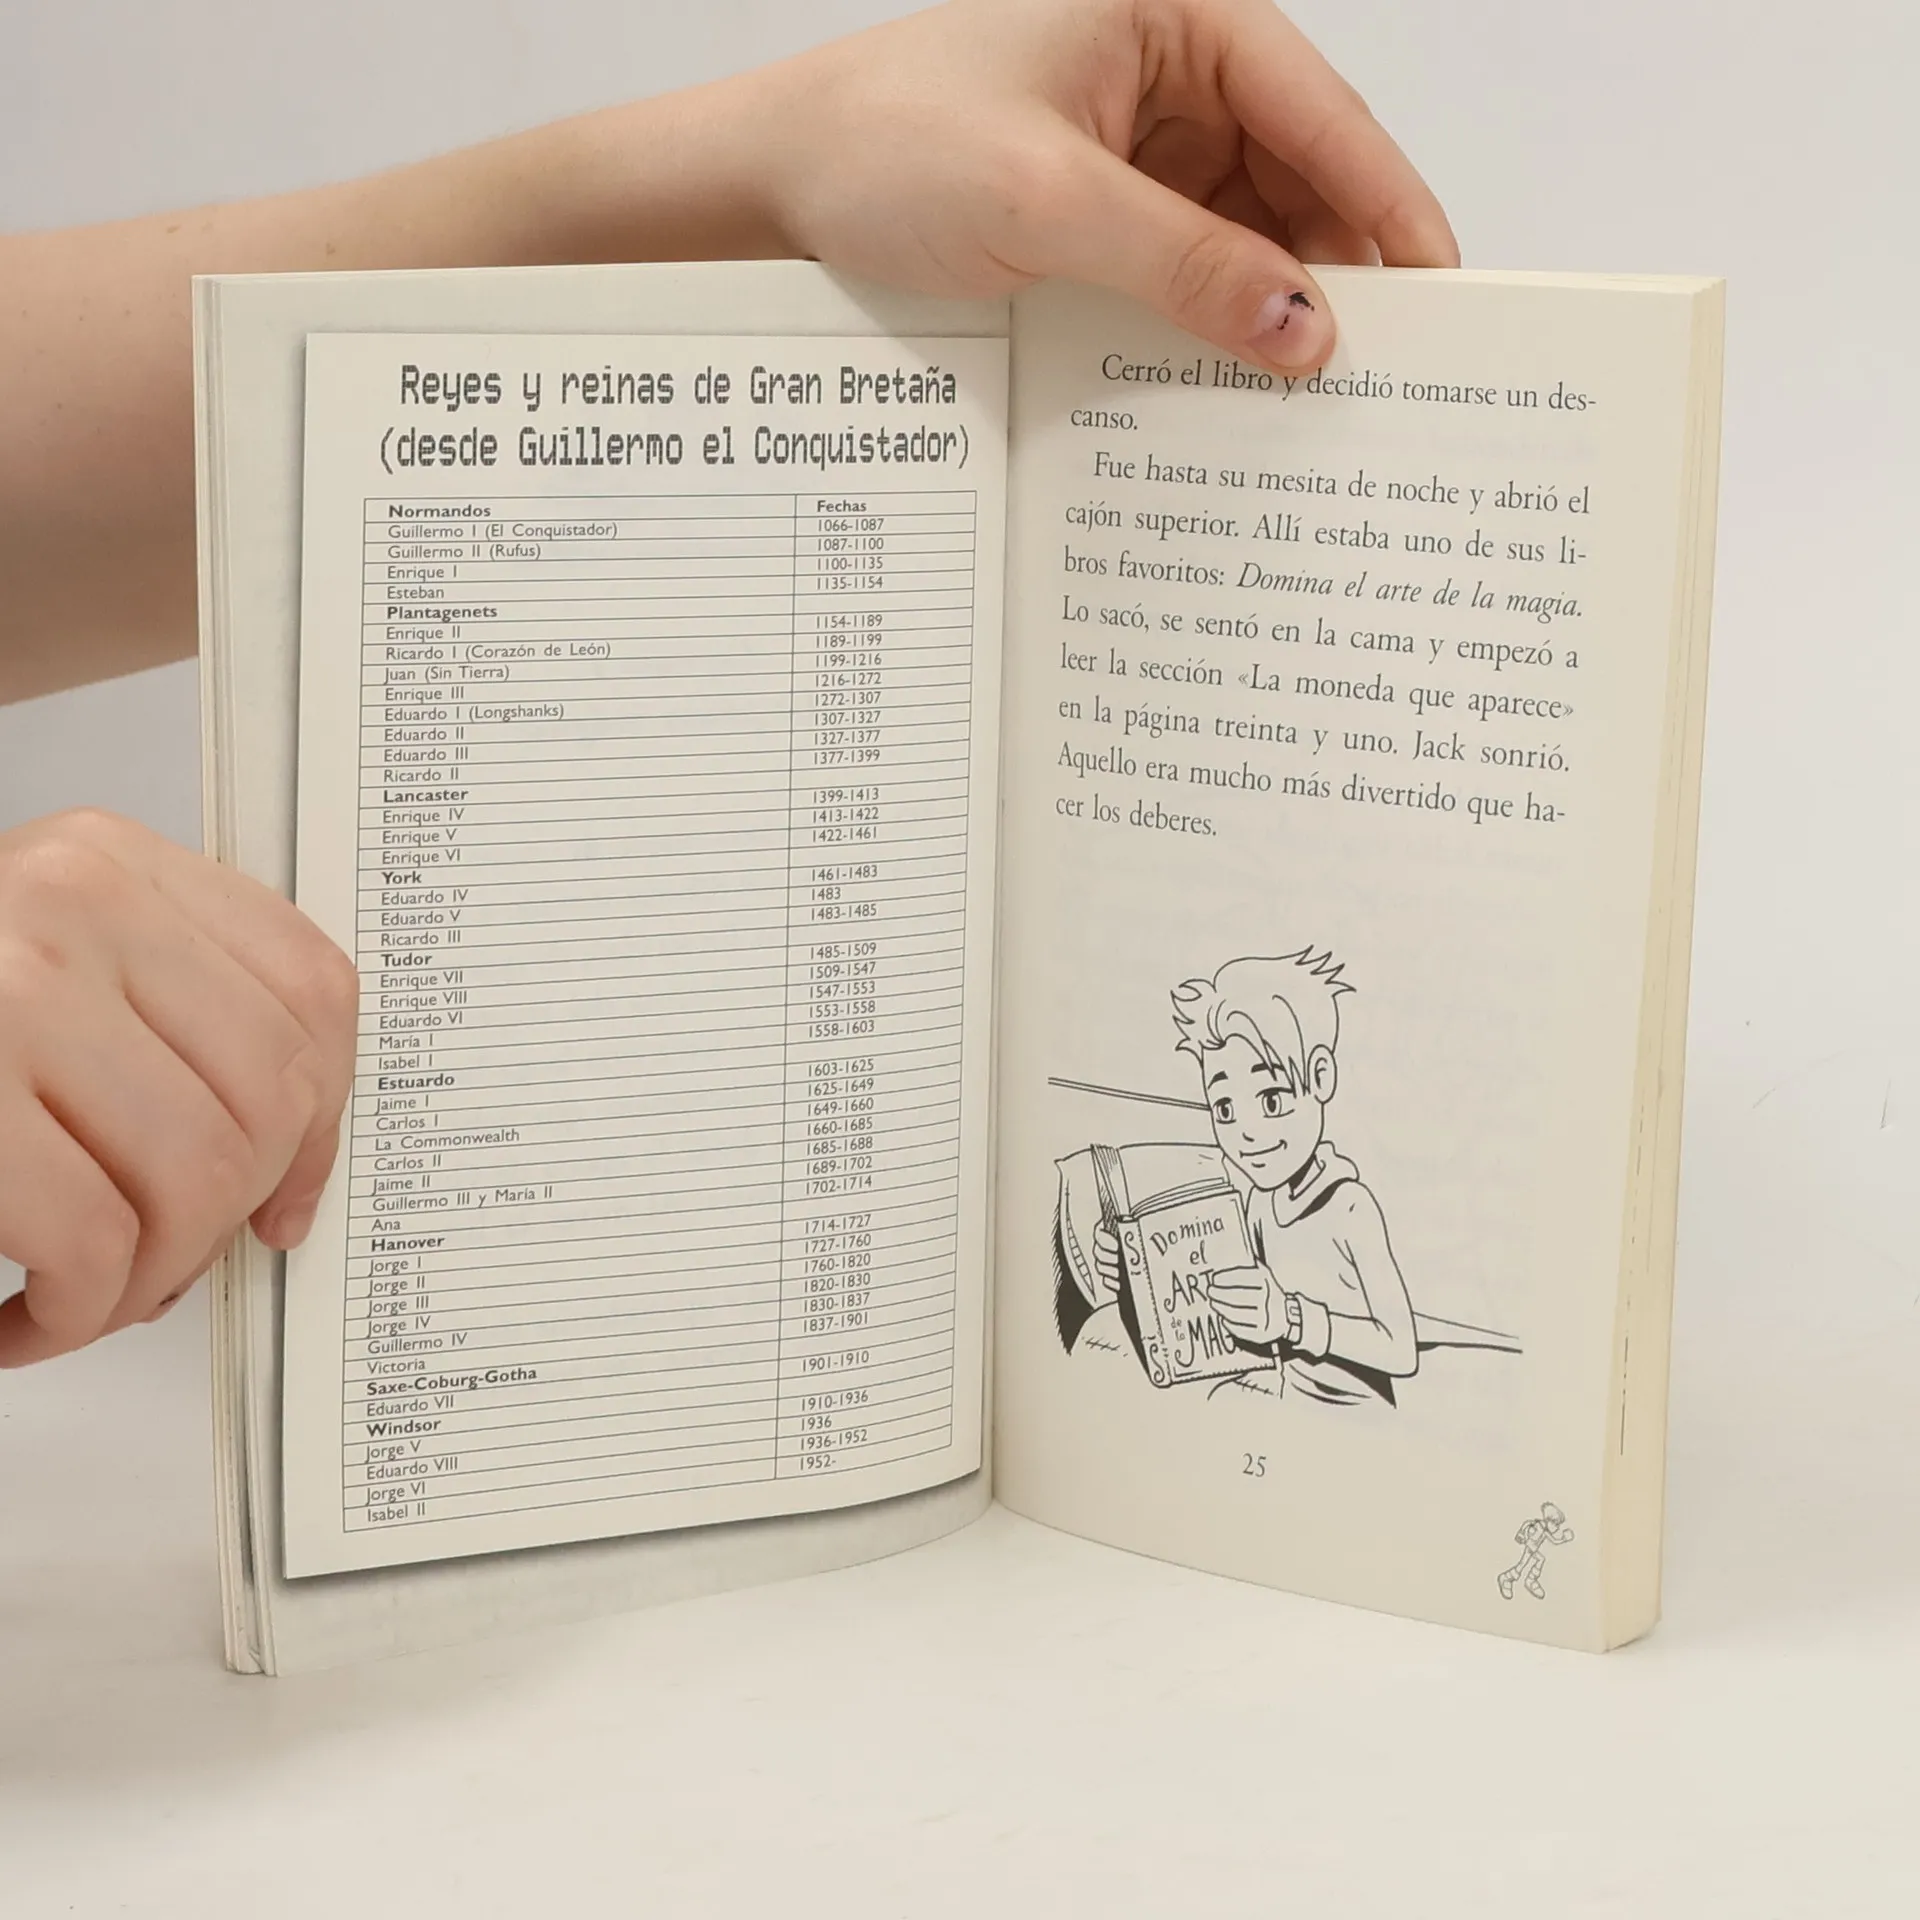 Reyes y reinas de Gran Bretaña
(desde Guillermo el Conquistador)
Normandos Fechas
Guillermo I (El Conquistador) 1066-1087
Guillermo II (Rufus) 1087-1100
Enrique I 1100-1135
Esteban 1135-1154
Plantagenets
Enrique II 1154-1189
Ricardo I (Corazón de León) 1189-1199
Juan (Sin Tierra) 1199-1216
Enrique III 1216-1272
Eduardo I (Longshanks) 1272-1307
Eduardo II 1307-1327
Eduardo III 1327-1377
Ricardo II 1377-1399
Lancaster
Enrique IV 1399-1413
Enrique V 1413-1422
Enrique VI 1422-1461
York
Eduardo IV 1461-1483
Eduardo V 1483
Ricardo III 1483-1485
Tudor
Enrique VII 1485-1509
Enrique VIII 1509-1547
Eduardo VI 1547-1553
María I 1553-1558
Isabel I 1558-1603
Estuardo
Jaime I 1603-1625
Carlos I 1625-1649
La Commonwealth 1649-1660
Carlos II 1660-1685
Jaime II 1685-1688
Guillermo III y María II 1689-1702
Ana 1702-1714
Hanover
Jorge I 1714-1727
Jorge II 1727-1760
Jorge III 1760-1820
Jorge IV 1820-1830
Guillermo IV 1830-1837
Victoria 1837-1901
Saxe-Coburg-Gotha
Eduardo VII 1901-1910
Windsor
Jorge V 1910-1936
Eduardo VIII 1936
Jorge VI 1936-1952
Isabel II 1952-
Cerró el libro y decidió tomarse un des-
canso.
Fue hasta su mesita de noche y abrió el
cajón superior. Allí estaba uno de sus li-
bros favoritos: Domina el arte de la magia.
Lo sacó, se sentó en la cama y empezó a
leer la sección «La moneda que aparece»
en la página treinta y uno. Jack sonrió.
Aquello era mucho más divertido que ha-
cer los deberes.
Domina
el
ART
de
la
MAG
25